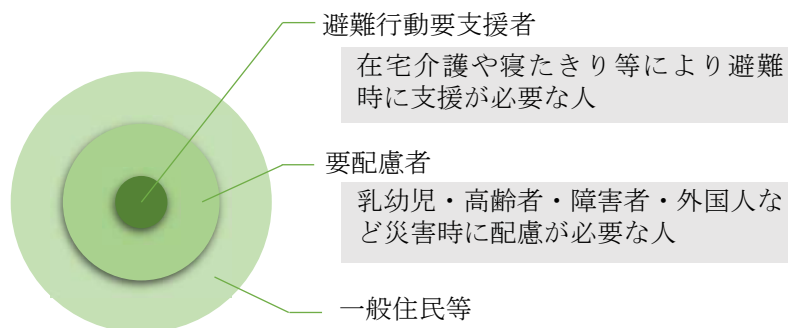 避難行動要支援者
在宅介護や寝たきり等により避難
時に支援が必要な人
要配慮者
乳幼児・高齢者・障害者・外国人な
ど災害時に配慮が必要な人
一般住民等